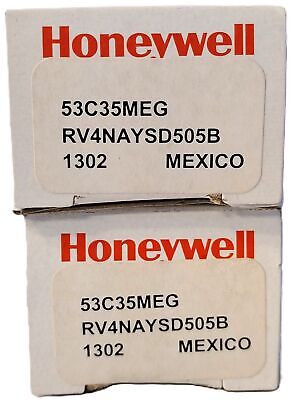 Honeywell
53C35MEG
RV4NAYSD505B
1302 MEXICO
Honeywell
53C35MEG
RV4NAYSD505B
1302 MEXICO